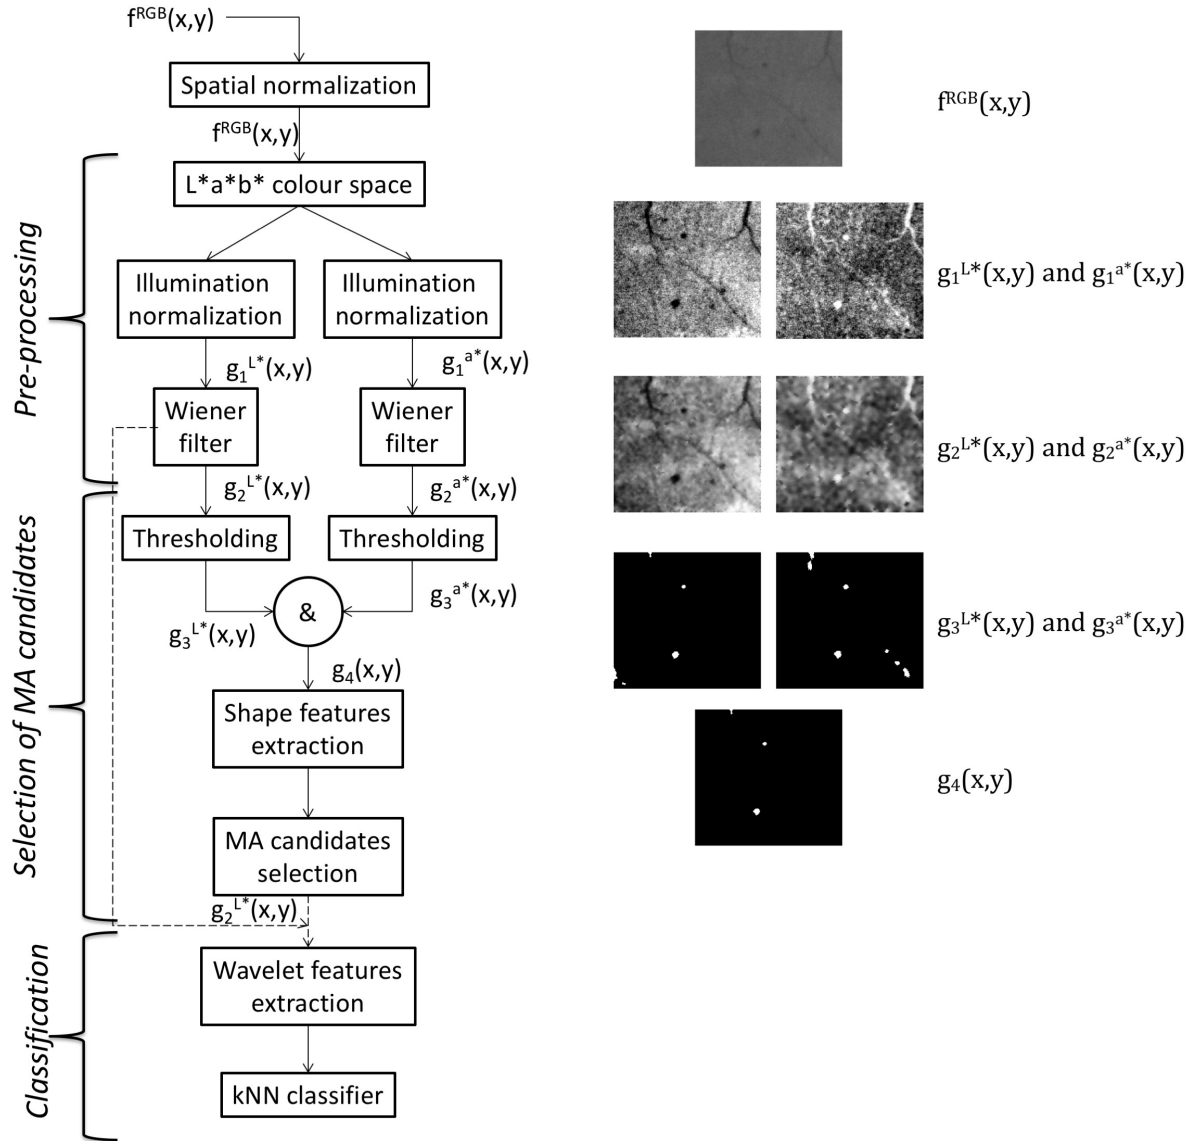 f^RGB(x,y)
Spatial normalization
f^RGB(x,y)
L*a*b* colour space
Illumination
normalization
Illumination
normalization
g₁^L*(x,y)
g₁^a*(x,y)
Wiener
filter
Wiener
filter
g₂^L*(x,y)
g₂^a*(x,y)
Thresholding
Thresholding
&
g₃^L*(x,y)
g₃^a*(x,y)
g₄(x,y)
Shape features
extraction
MA candidates
selection
g₂^L*(x,y)
Wavelet features
extraction
kNN classifier
Pre-processing
Selection of MA candidates
Classification
f^RGB(x,y)
g₁^L*(x,y) and g₁^a*(x,y)
g₂^L*(x,y) and g₂^a*(x,y)
g₃^L*(x,y) and g₃^a*(x,y)
g₄(x,y)